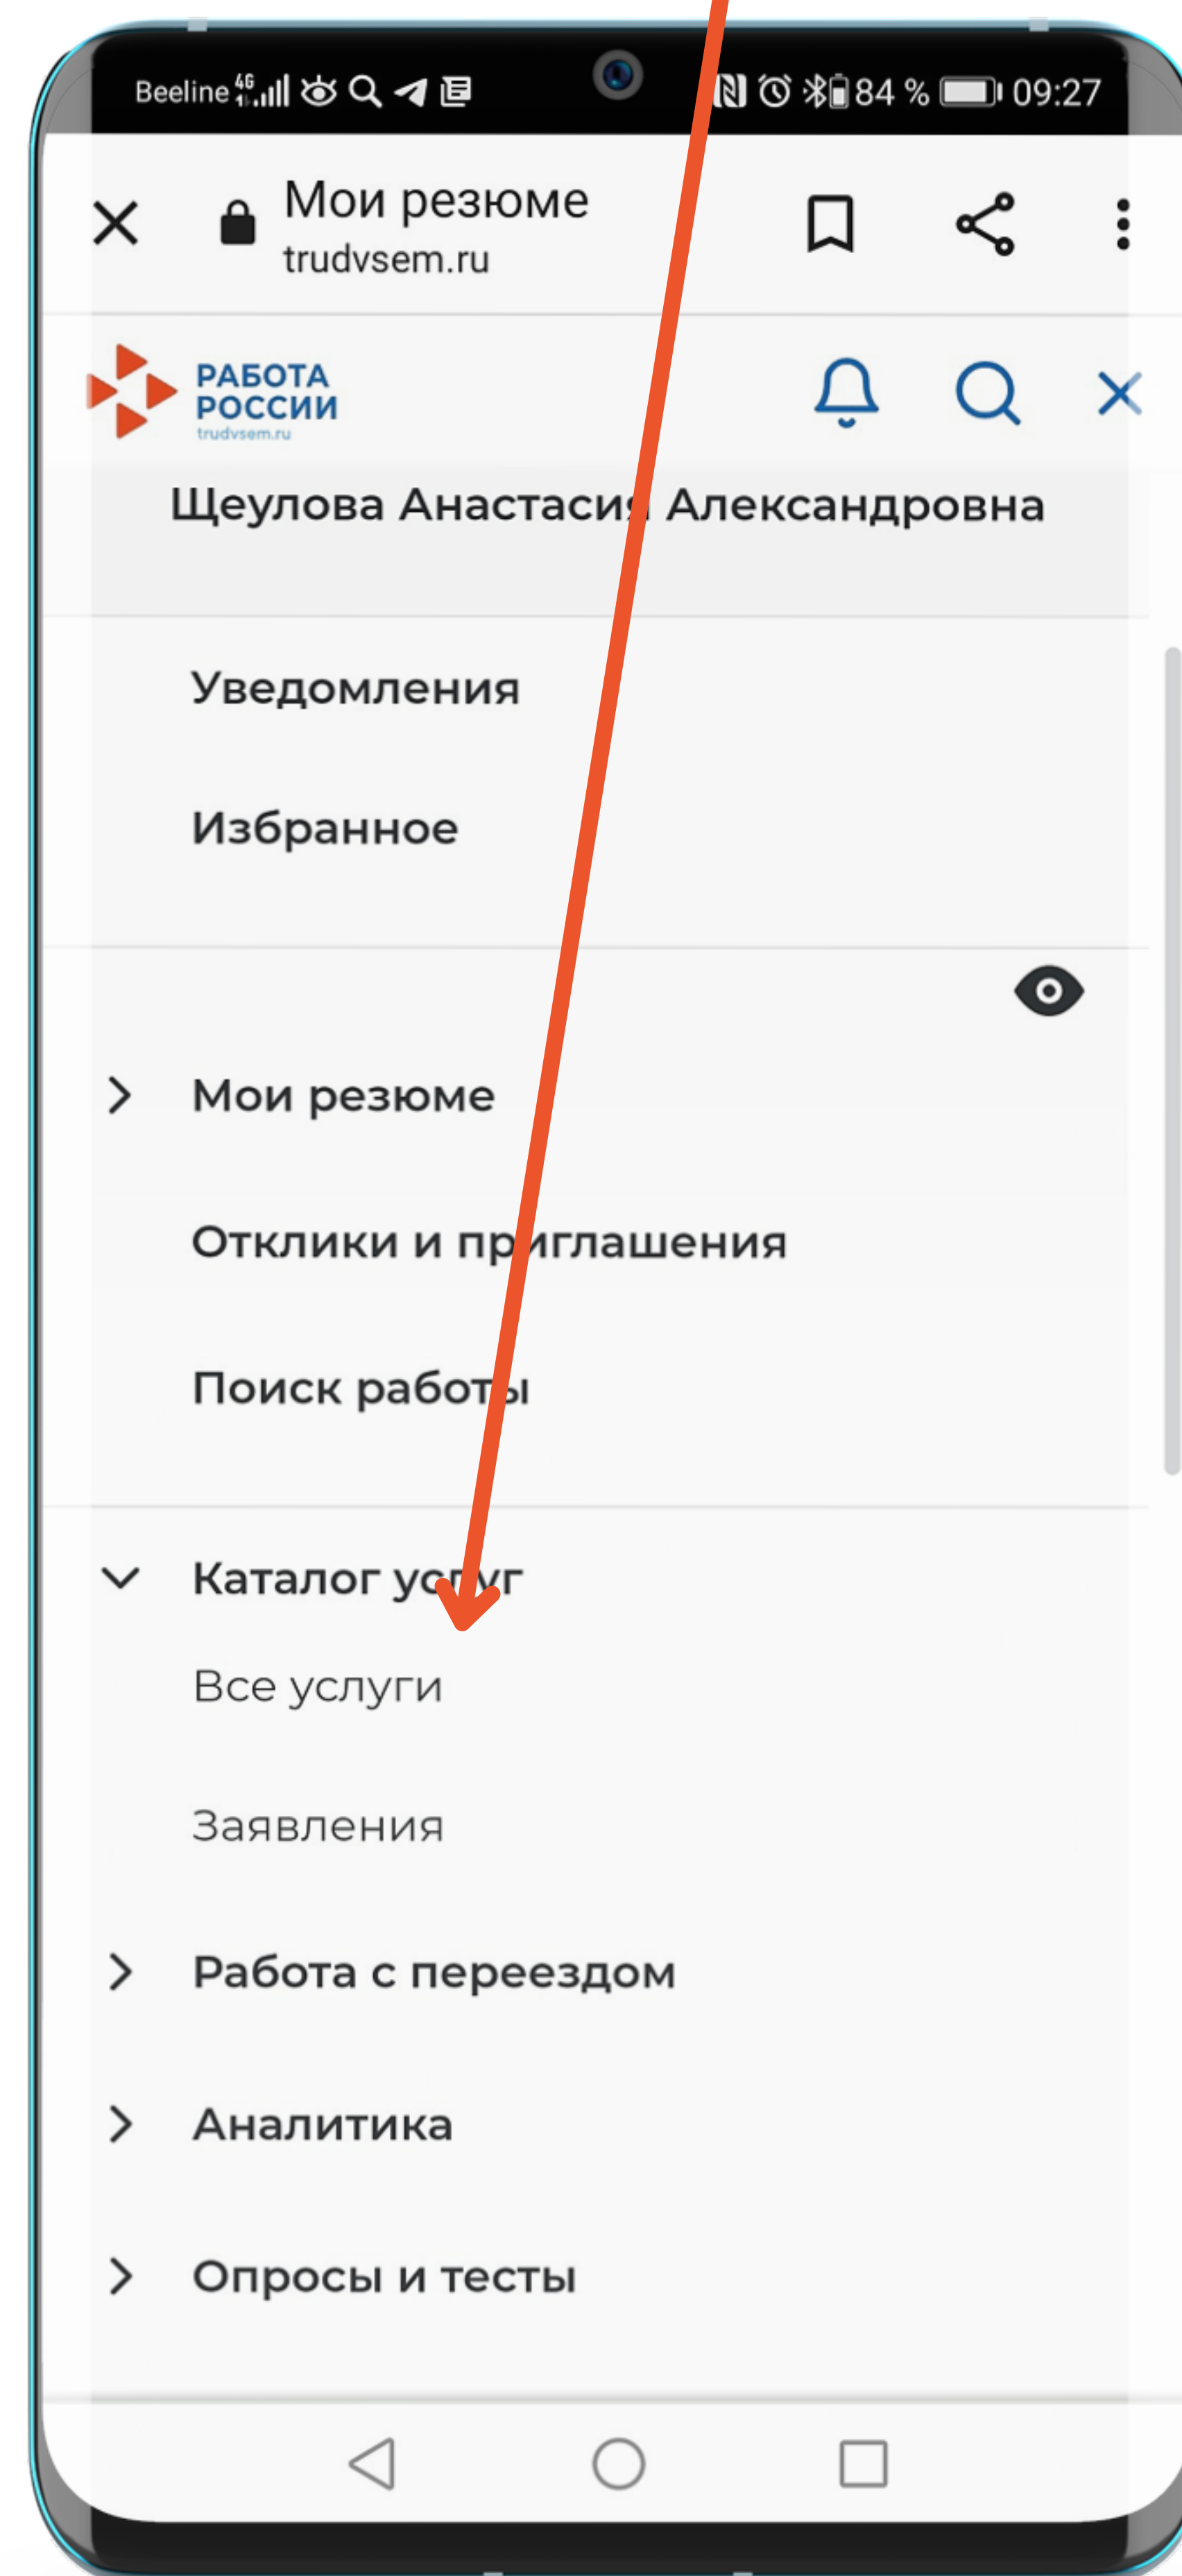 Beeline 4G 84 % 09:27
Мои резюме
trudvsem.ru
РАБОТА
РОССИИ
trudvsem.ru
Щеулова Анастасия Александровна
Уведомления
Избранное
Мои резюме
Отклики и приглашения
Поиск работы
Каталог услуг
Все услуги
Заявления
Работа с переездом
Аналитика
Опросы и тесты